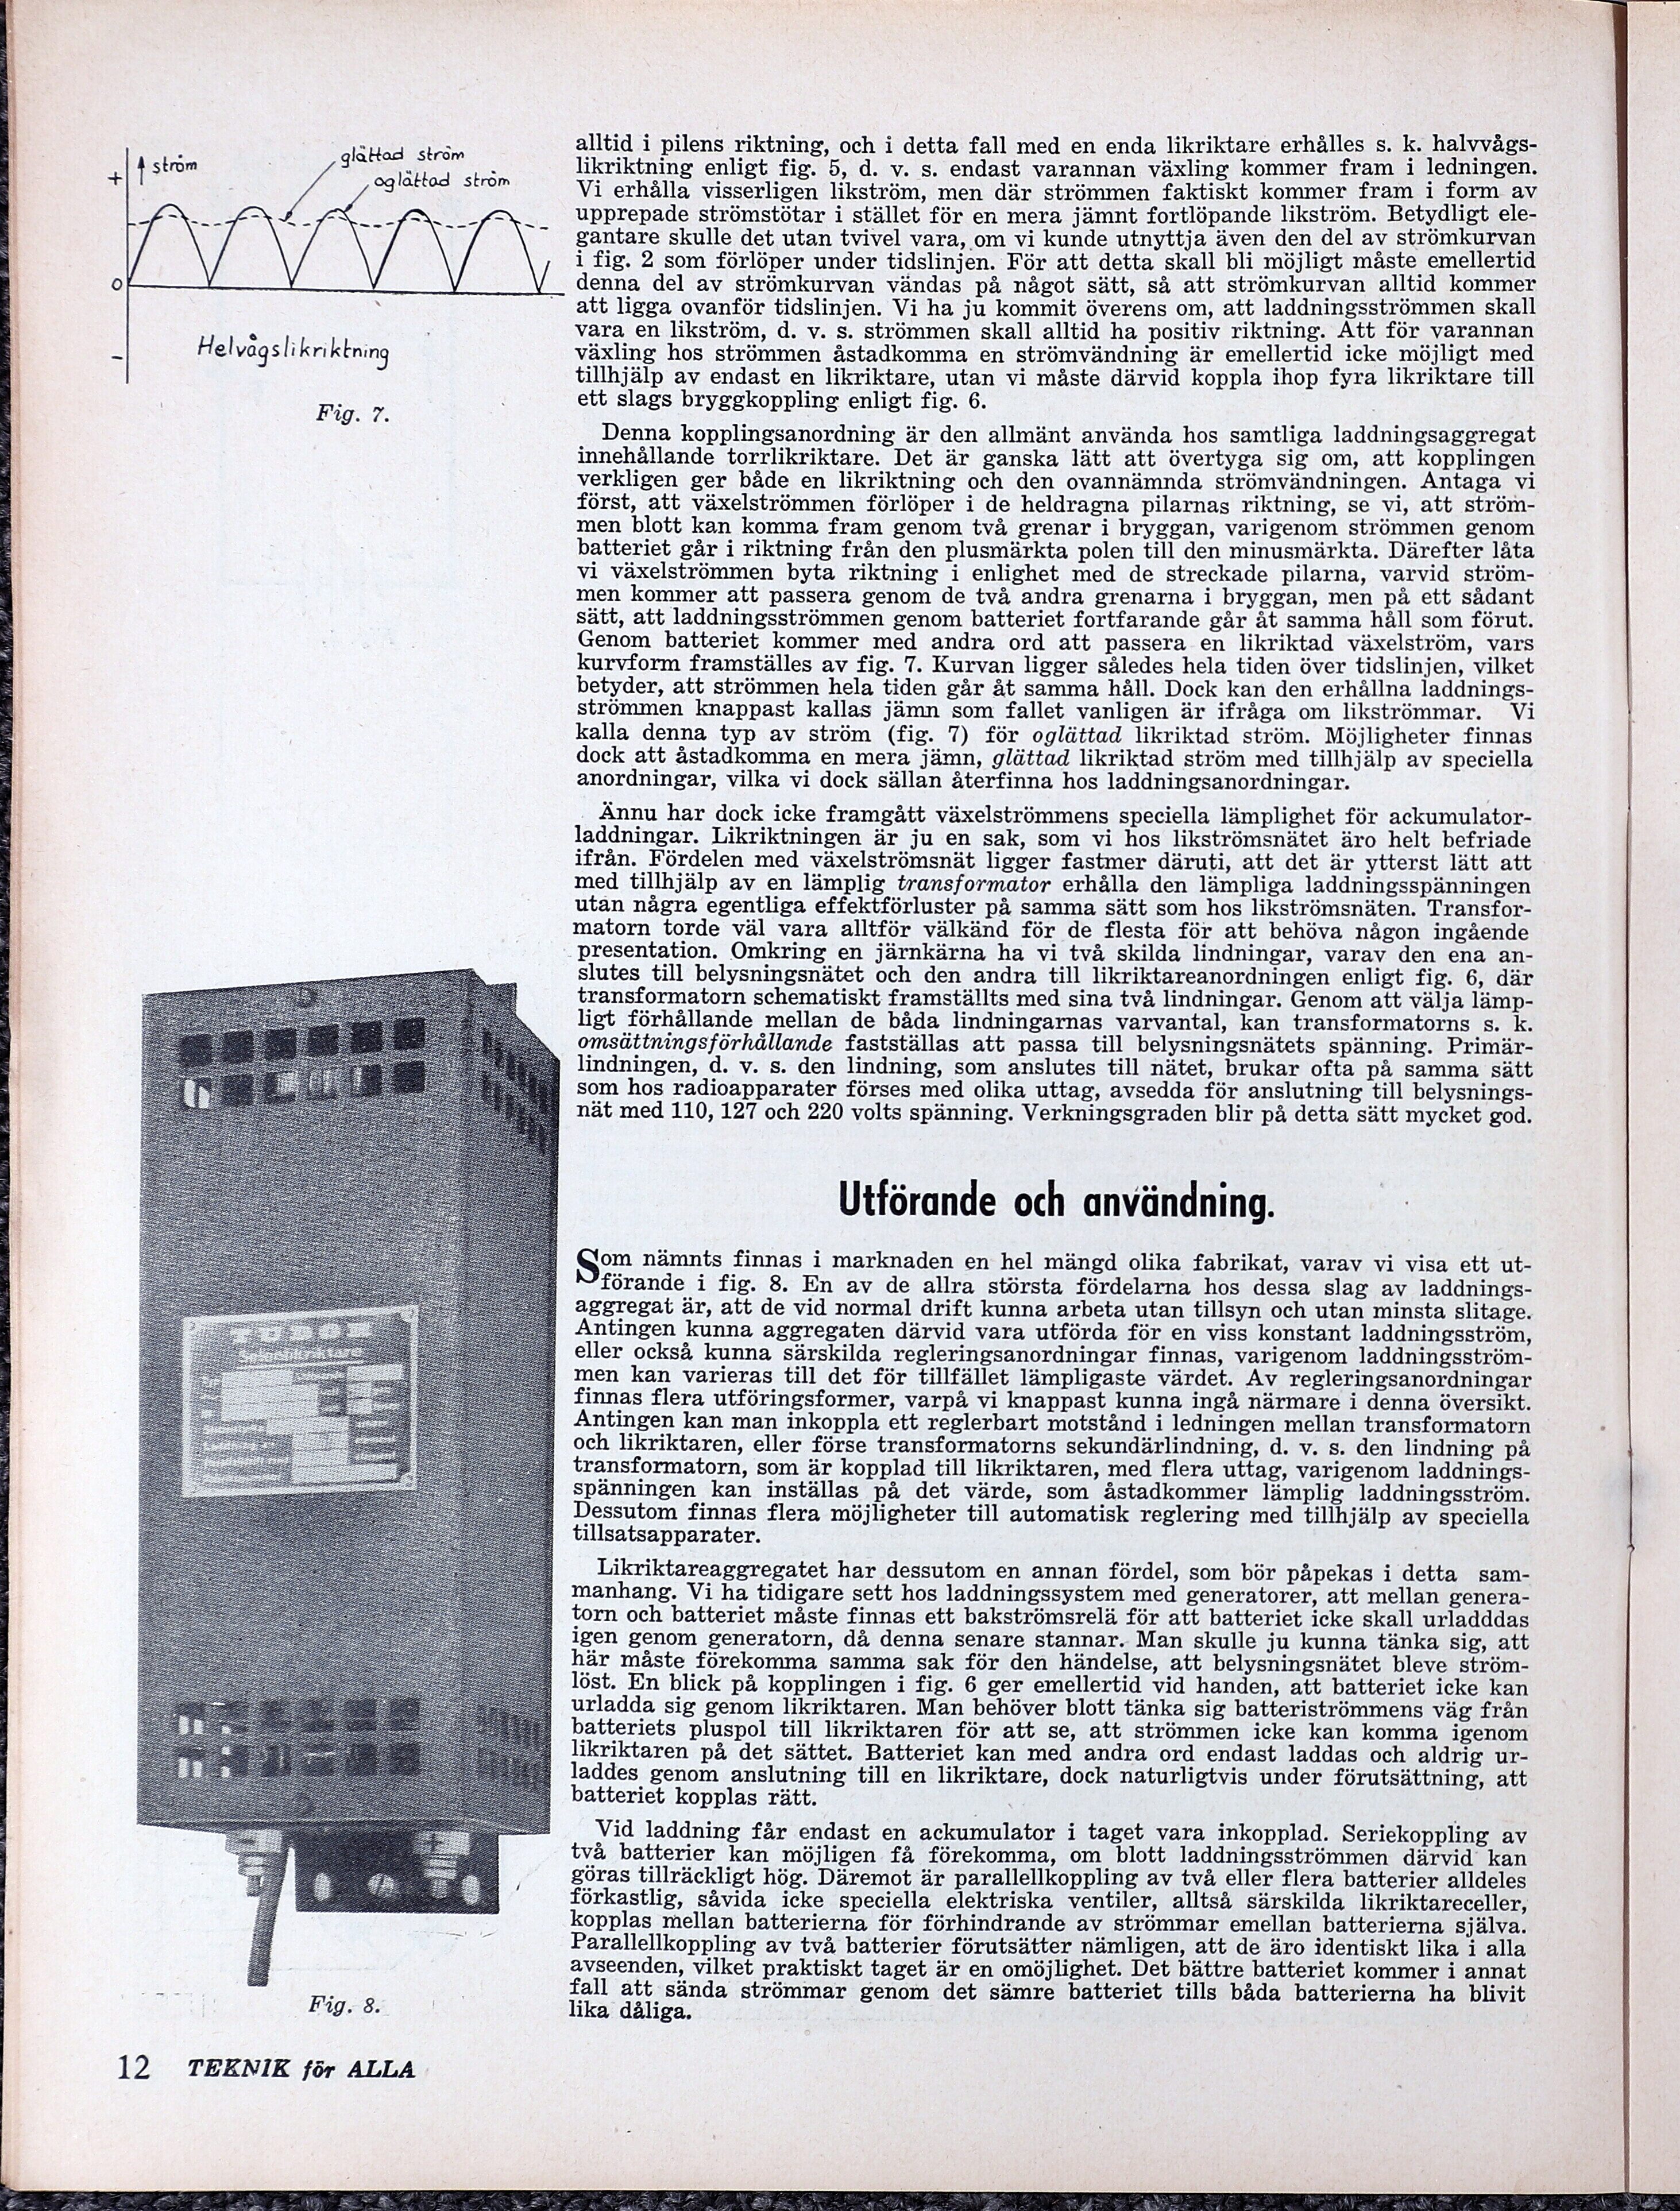 +
ström
glättad ström
oglättad ström
0
-
Helvågslikriktning
Fig. 7.
alltid i pilens riktning, och i detta fall med en enda likriktare erhålles s. k. halvvågs-
likriktning enligt fig. 5, d. v. s. endast varannan växling kommer fram i ledningen.
Vi erhålla visserligen likström, men där strömmen faktiskt kommer fram i form av
upprepade strömstötar i stället för en mera jämnt fortlöpande likström. Betydligt ele-
gantare skulle det utan tvivel vara, om vi kunde utnyttja även den del av strömkurvan
i fig. 2 som förlöper under tidslinjen. För att detta skall bli möjligt måste emellertid
denna del av strömkurvan vändas på något sätt, så att strömkurvan alltid kommer
att ligga ovanför tidslinjen. Vi ha ju kommit överens om, att laddningsströmmen skall
vara en likström, d. v. s. strömmen skall alltid ha positiv riktning. Att för varannan
växling hos strömmen åstadkomma en strömvändning är emellertid icke möjligt med
tillhjälp av endast en likriktare, utan vi måste därvid koppla ihop fyra likriktare till
ett slags bryggkoppling enligt fig. 6.
Denna kopplingsanordning är den allmänt använda hos samtliga laddningsaggregat
innehållande torrlikriktare. Det är ganska lätt att övertyga sig om, att kopplingen
verkligen ger både en likriktning och den ovannämnda strömvändningen. Antaga vi
först, att växelströmmen förlöper i de heldragna pilarnas riktning, se vi, att ström-
men blott kan komma fram genom två grenar i bryggan, varigenom strömmen genom
batteriet går i riktning från den plusmärkta polen till den minusmärkta. Därefter låta
vi växelströmmen byta riktning i enlighet med de streckade pilarna, varvid ström-
men kommer att passera genom de två andra grenarna i bryggan, men på ett sådant
sätt, att laddningsströmmen genom batteriet fortfarande går åt samma håll som förut.
Genom batteriet kommer med andra ord att passera en likriktad växelström, vars
kurvform framställes av fig. 7. Kurvan ligger således hela tiden över tidslinjen, vilket
betyder, att strömmen hela tiden går åt samma håll. Dock kan den erhållna laddnings-
strömmen knappast kallas jämn som fallet vanligen är ifråga om likströmmar. Vi
kalla denna typ av ström (fig. 7) för oglättad likriktad ström. Möjligheter finnas
dock att åstadkomma en mera jämn, glättad likriktad ström med tillhjälp av speciella
anordningar, vilka vi dock sällan återfinna hos laddningsanordningar.
Ännu har dock icke framgått växelströmmens speciella lämplighet för ackumulator-
laddningar. Likriktningen är ju en sak, som vi hos likströmsnätet äro helt befriade
ifrån. Fördelen med växelströmsnät ligger fastmer däruti, att det är ytterst lätt att
med tillhjälp av en lämplig transformator erhålla den lämpliga laddningsspänningen
utan några egentliga effektförluster på samma sätt som hos likströmsnäten. Transfor-
matorn torde väl vara alltför välkänd för de flesta för att behöva någon ingående
presentation. Omkring en järnkärna ha vi två skilda lindningar, varav den ena an-
slutes till belysningsnätet och den andra till likriktareanordningen enligt fig. 6, där
transformatorn schematiskt framställts med sina två lindningar. Genom att välja lämp-
ligt förhållande mellan de båda lindningarnas varvantal, kan transformatorns s. k.
omsättningsförhållande fastställas att passa till belysningsnätets spänning. Primär-
lindningen, d. v. s. den lindning, som anslutes till nätet, brukar ofta på samma sätt
som hos radioapparater förses med olika uttag, avsedda för anslutning till belysnings-
nät med 110, 127 och 220 volts spänning. Verkningsgraden blir på detta sätt mycket god.
Utförande och användning.
Som nämnts finnas i marknaden en hel mängd olika fabrikat, varav vi visa ett ut-
förande i fig. 8. En av de allra största fördelarna hos dessa slag av laddnings-
aggregat är, att de vid normal drift kunna arbeta utan tillsyn och utan minsta slitage.
Antingen kunna aggregaten därvid vara utförda för en viss konstant laddningsström,
eller också kunna särskilda regleringsanordningar finnas, varigenom laddningsström-
men kan varieras till det för tillfället lämpligaste värdet. Av regleringsanordningar
finnas flera utföringsformer, varpå vi knappast kunna ingå närmare i denna översikt.
Antingen kan man inkoppla ett reglerbart motstånd i ledningen mellan transformatorn
och likriktaren, eller förse transformatorns sekundärlindning, d. v. s. den lindning på
transformatorn, som är kopplad till likriktaren, med flera uttag, varigenom laddnings-
spänningen kan inställas på det värde, som åstadkommer lämplig laddningsström.
Dessutom finnas flera möjligheter till automatisk reglering med tillhjälp av speciella
tillsatsapparater.
Likriktareaggregatet har dessutom en annan fördel, som bör påpekas i detta sam-
manhang. Vi ha tidigare sett hos laddningssystem med generatorer, att mellan genera-
torn och batteriet måste finnas ett bakströmsrelä för att batteriet icke skall urladddas
igen genom generatorn, då denna senare stannar. Man skulle ju kunna tänka sig, att
här måste förekomma samma sak för den händelse, att belysningsnätet bleve ström-
löst. En blick på kopplingen i fig. 6 ger emellertid vid handen, att batteriet icke kan
urladda sig genom likriktaren. Man behöver blott tänka sig batteriströmmens väg från
batteriets pluspol till likriktaren för att se, att strömmen icke kan komma igenom
likriktaren på det sättet. Batteriet kan med andra ord endast laddas och aldrig ur-
laddes genom anslutning till en likriktare, dock naturligtvis under förutsättning, att
batteriet kopplas rätt.
Vid laddning får endast en ackumulator i taget vara inkopplad. Seriekoppling av
två batterier kan möjligen få förekomma, om blott laddningsströmmen därvid kan
göras tillräckligt hög. Däremot är parallellkoppling av två eller flera batterier alldeles
förkastlig, såvida icke speciella elektriska ventiler, alltså särskilda likriktareceller,
kopplas mellan batterierna för förhindrande av strömmar emellan batterierna själva.
Parallellkoppling av två batterier förutsätter nämligen, att de äro identiskt lika i alla
avseenden, vilket praktiskt taget är en omöjlighet. Det bättre batteriet kommer i annat
fall att sända strömmar genom det sämre batteriet tills båda batterierna ha blivit
lika dåliga.
TUDOR
Selenlikriktare
-
+
Fig. 8.
12 TEKNIK för ALLA